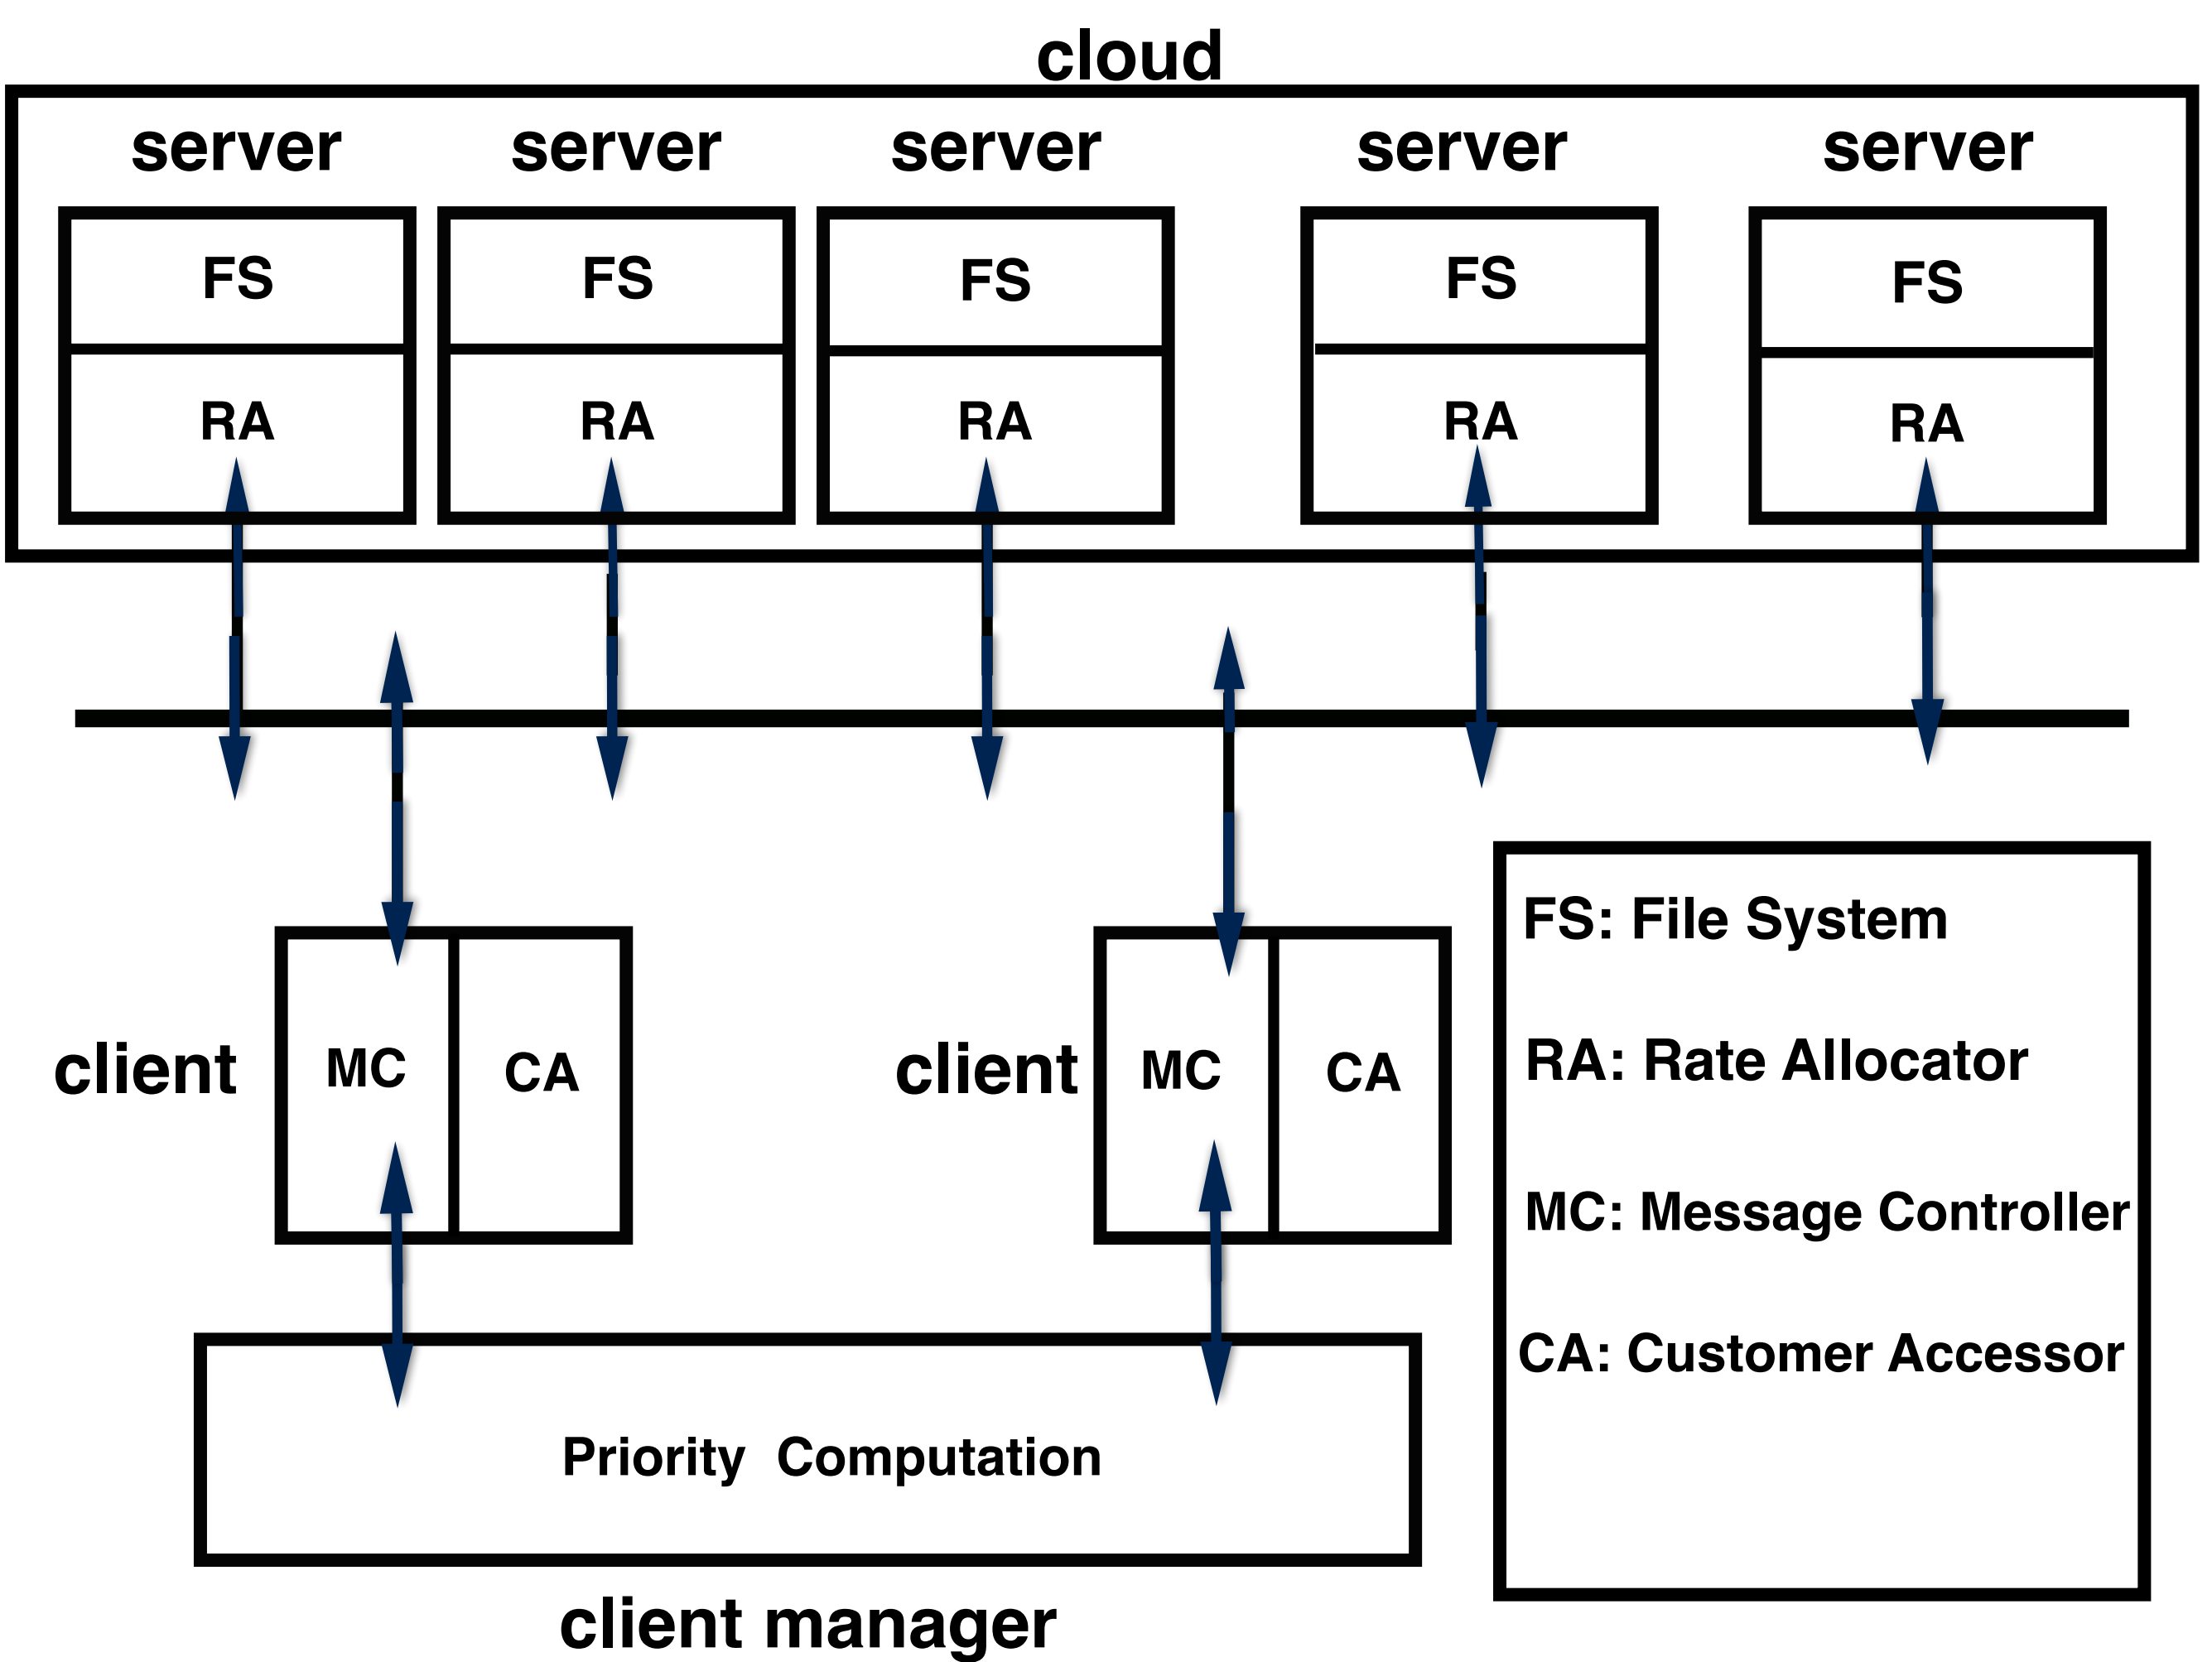 cloud
server server server server server
FS FS FS FS FS
RA RA RA RA RA
client MC CA client MC CA
FS: File System
RA: Rate Allocator
MC: Message Controller
CA: Customer Accessor
Priority Computation
client manager